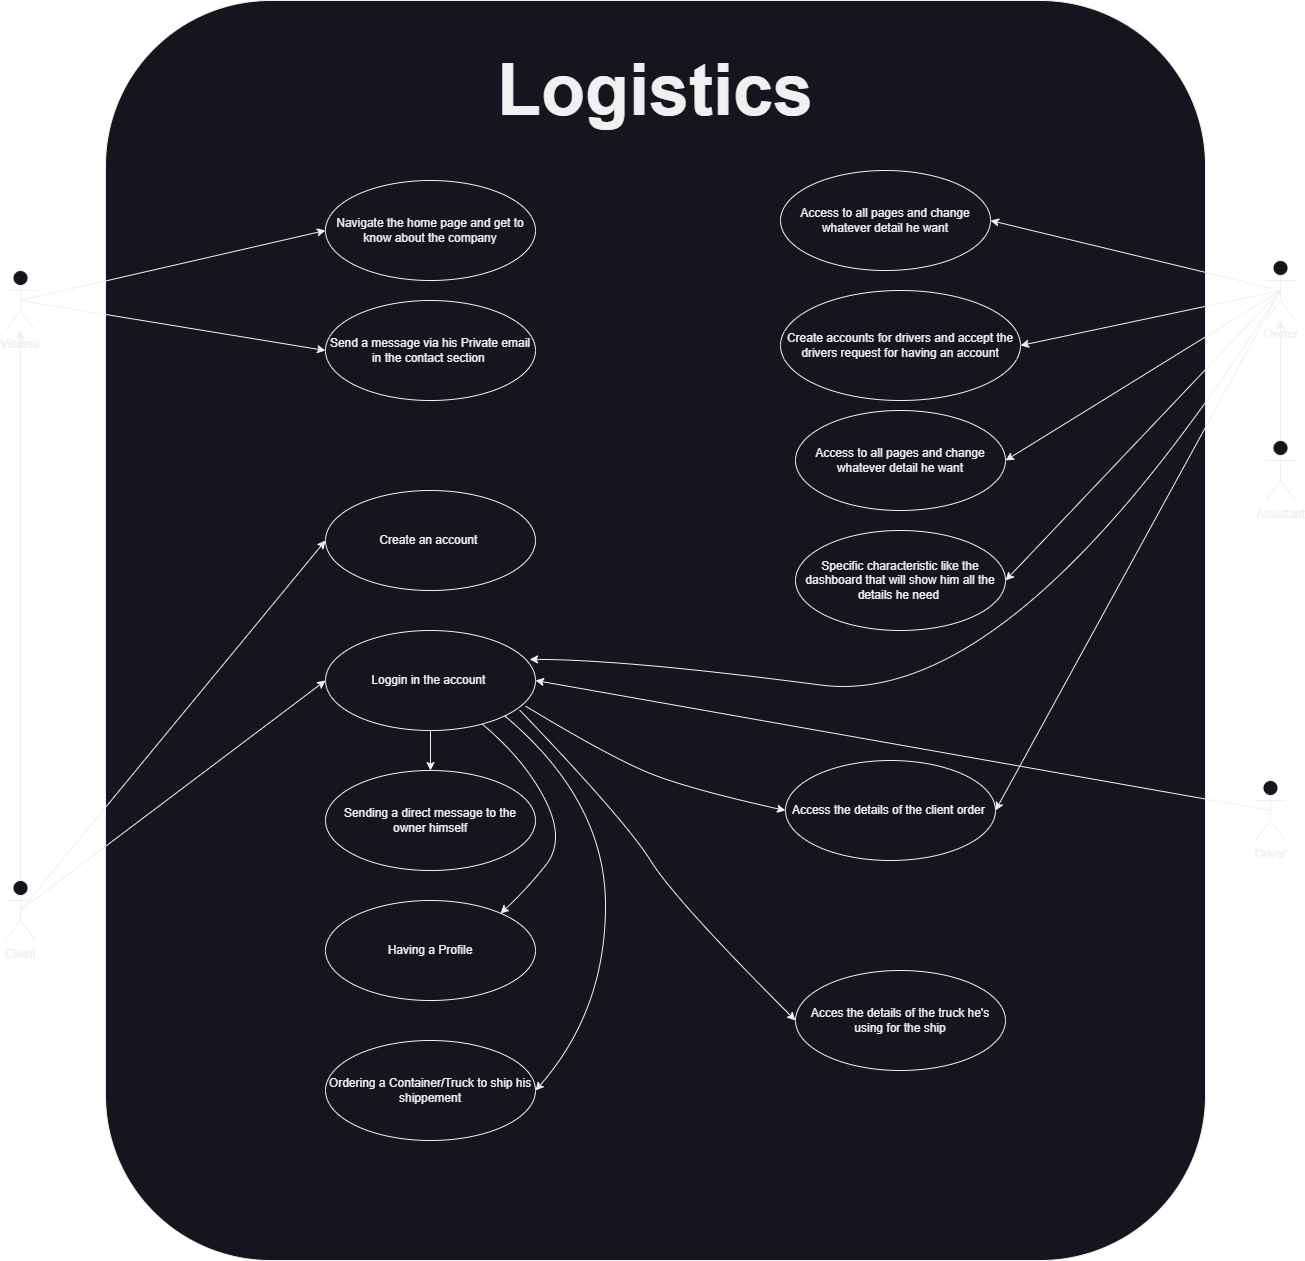 Logistics
Navigate the home page and get to
know about the company
Send a message via his Private email
in the contact section
Visiteur
Create an account
Loggin in the account
Sending a direct message to the
owner himself
Having a Profile
Client
Ordering a Container/Truck to ship his
shippement
Access to all pages and change
whatever detail he want
Create accounts for drivers and accept the
drivers request for having an account
Owner
Access to all pages and change
whatever detail he want
Assistant
Specific characteristic like the
dashboard that will show him all the
details he need
Access the details of the client order
Driver
Acces the details of the truck he's
using for the ship